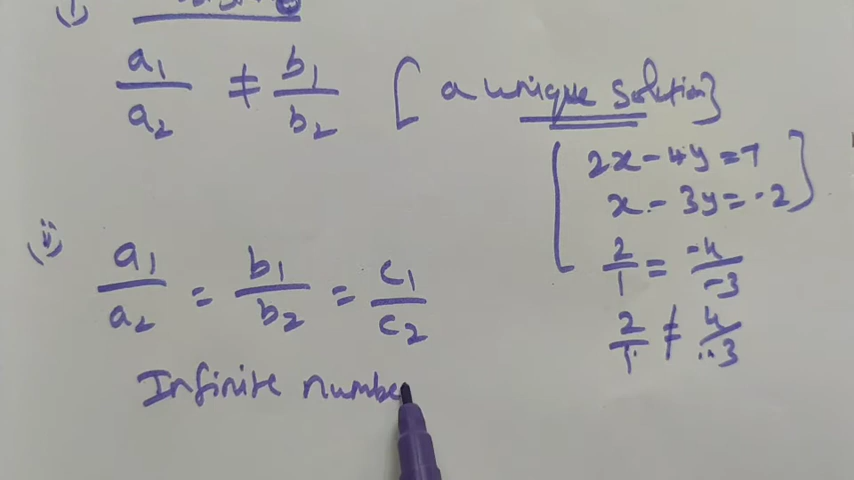 (i)
a1/a2 ≠ b1/b2 [a unique solution]
2x - 4y = 7
x - 3y = -2
2/1 = -4/-3
2/1 ≠ 4/3
(ii) a1/a2 = b1/b2 = c1/c2
Infinite numbe